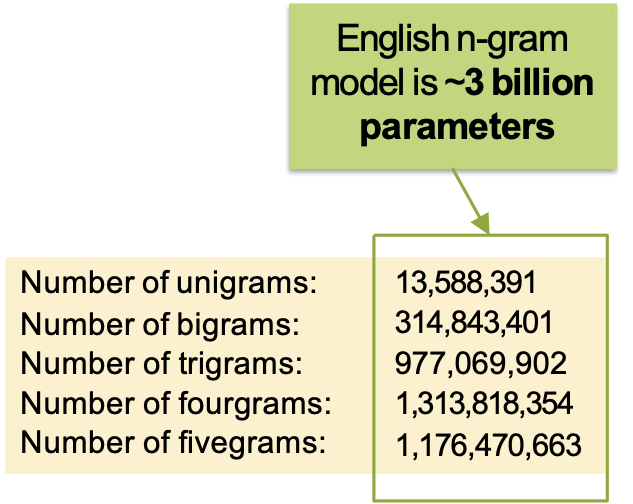 English n-gram
model is ~3 billion
parameters
Number of unigrams: 13,588,391
Number of bigrams: 314,843,401
Number of trigrams: 977,069,902
Number of fourgrams: 1,313,818,354
Number of fivegrams: 1,176,470,663